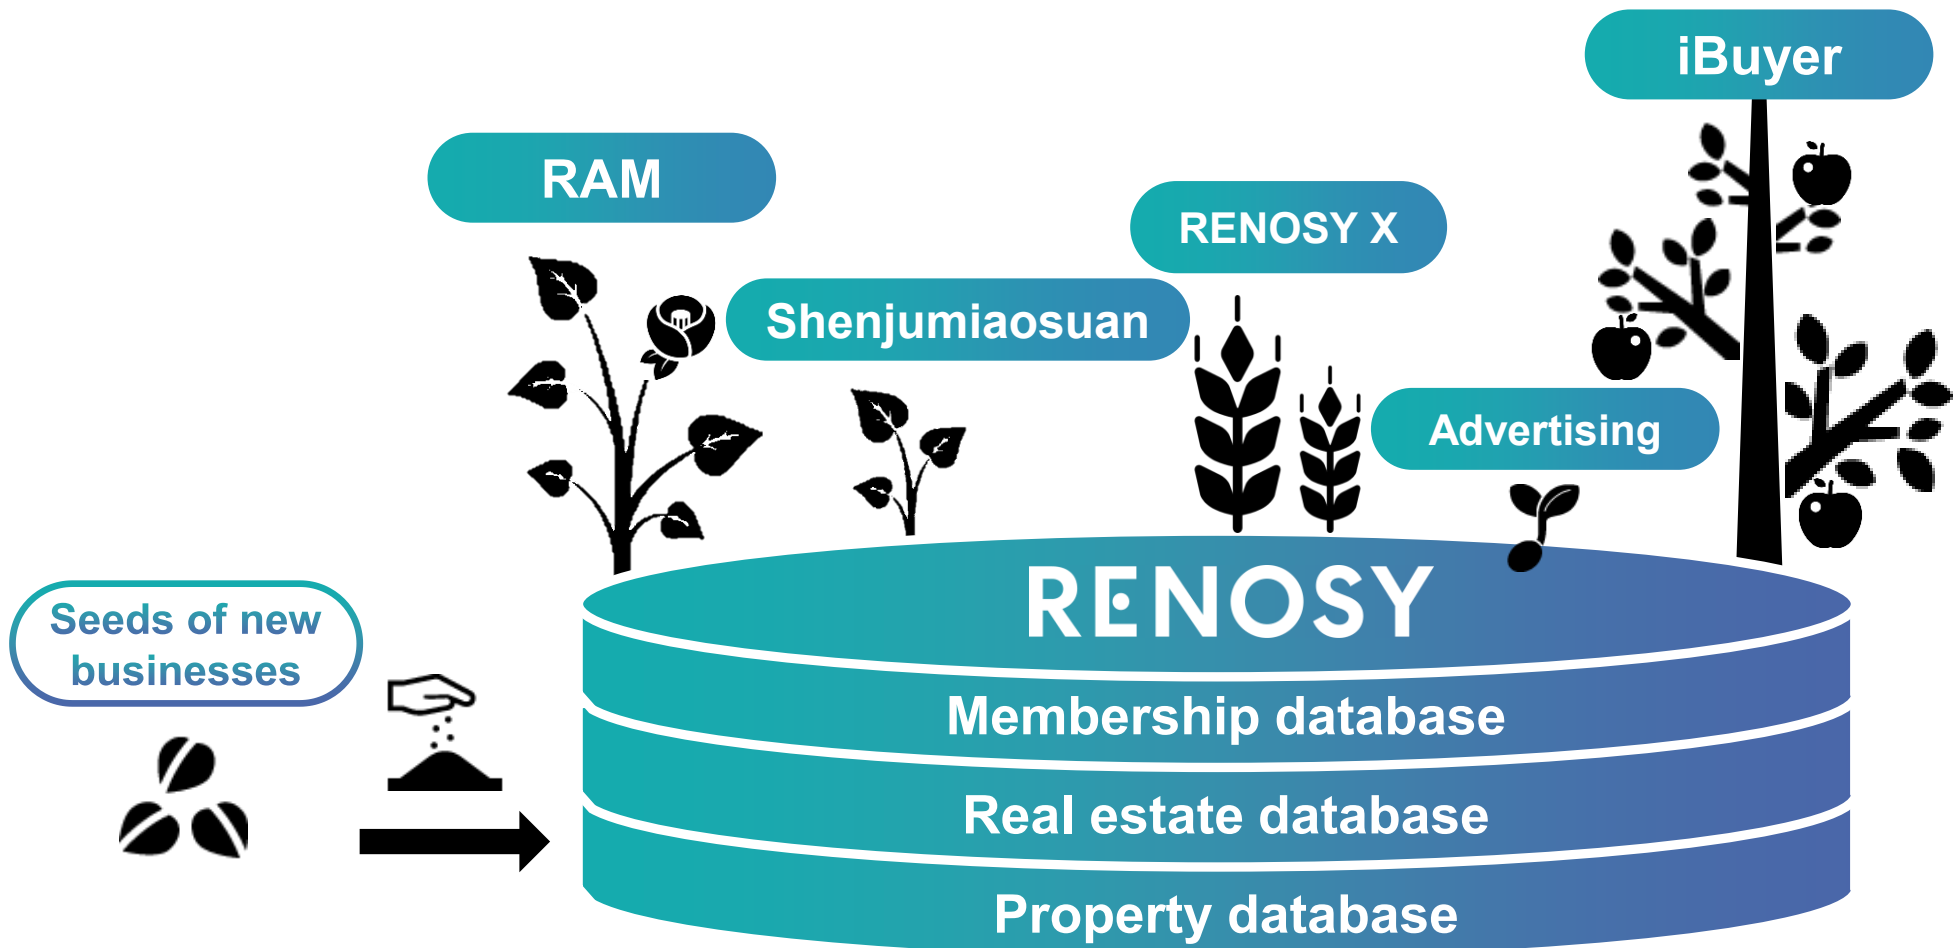 iBuyer
RAM
RENOSY X
Shenjumiaosuan
Advertising
Seeds of new
businesses
RENOSY
Membership database
Real estate database
Property database